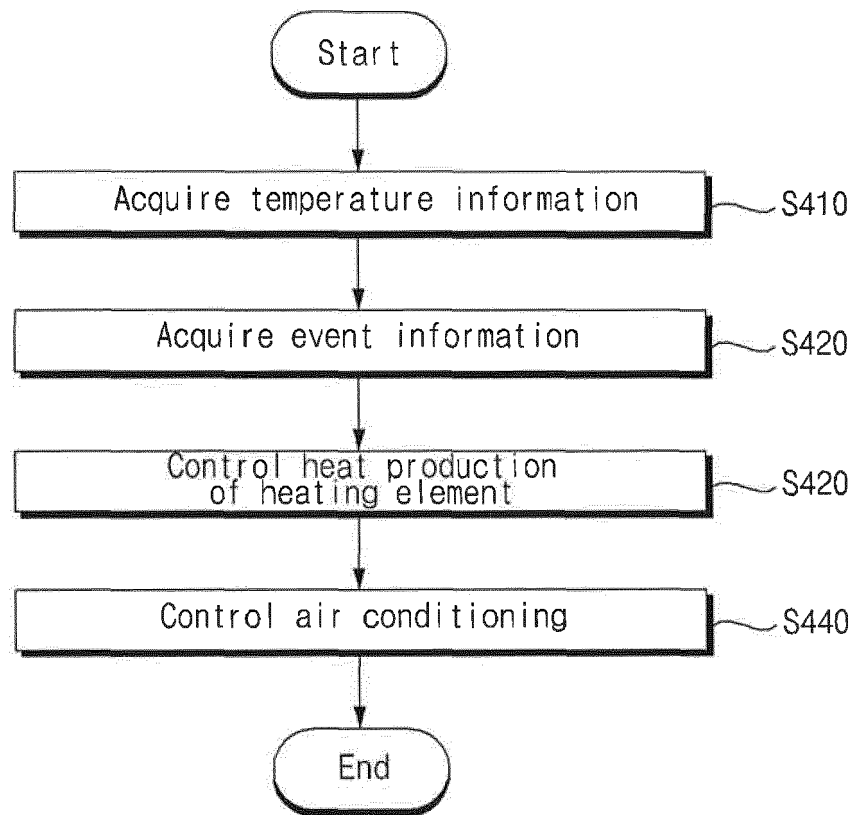 Start
Acquire temperature information
S410
Acquire event information
S420
Control heat production
of heating element
S420
Control air conditioning
S440
End